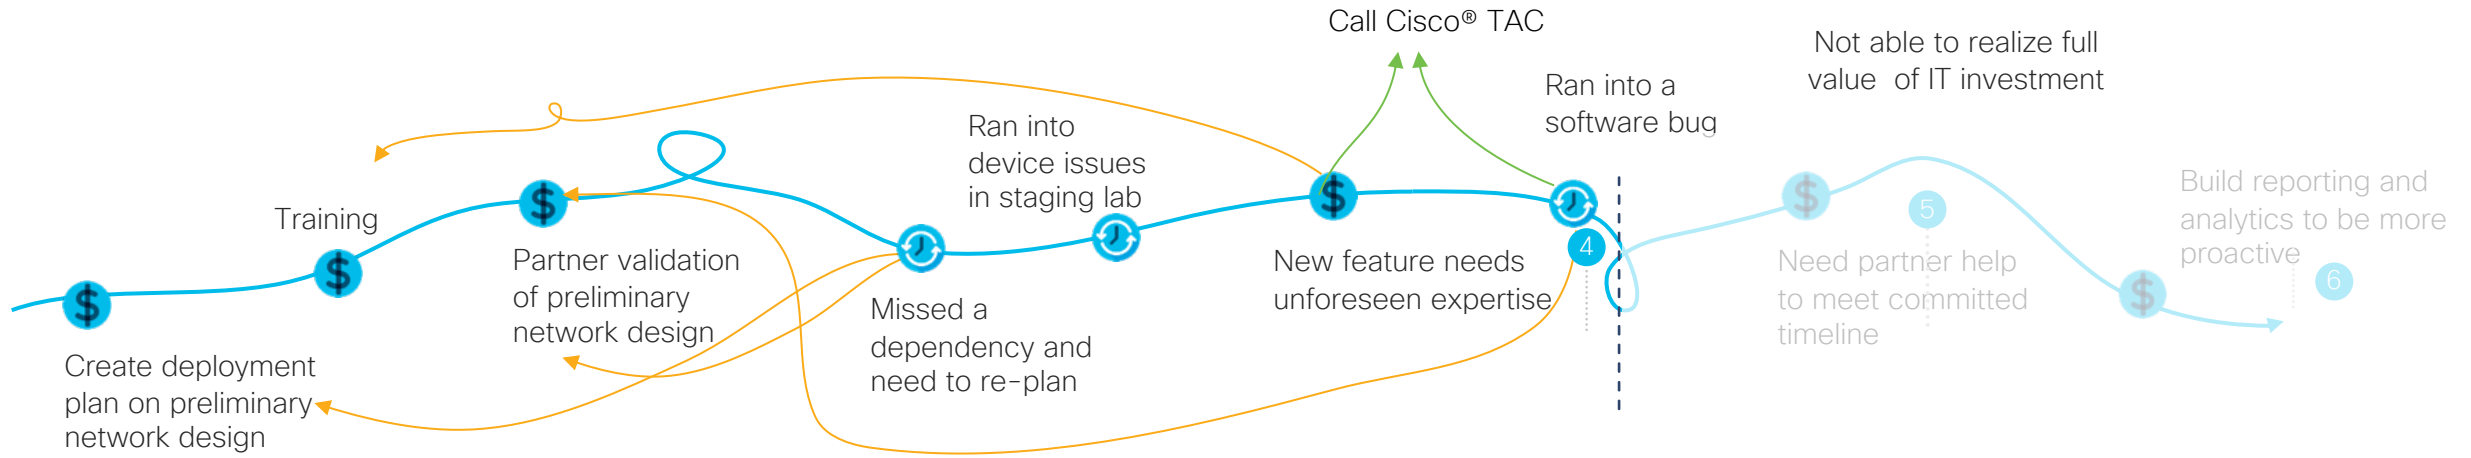 Create deployment
plan on preliminary
network design
Training
Partner validation
of preliminary
network design
Missed a
dependency and
need to re-plan
Ran into
device issues
in staging lab
Call Cisco® TAC
New feature needs
unforeseen expertise
Ran into a
software bug
4
Not able to realize full
value of IT investment
5
Need partner help
to meet committed
timeline
Build reporting and
analytics to be more
proactive
6